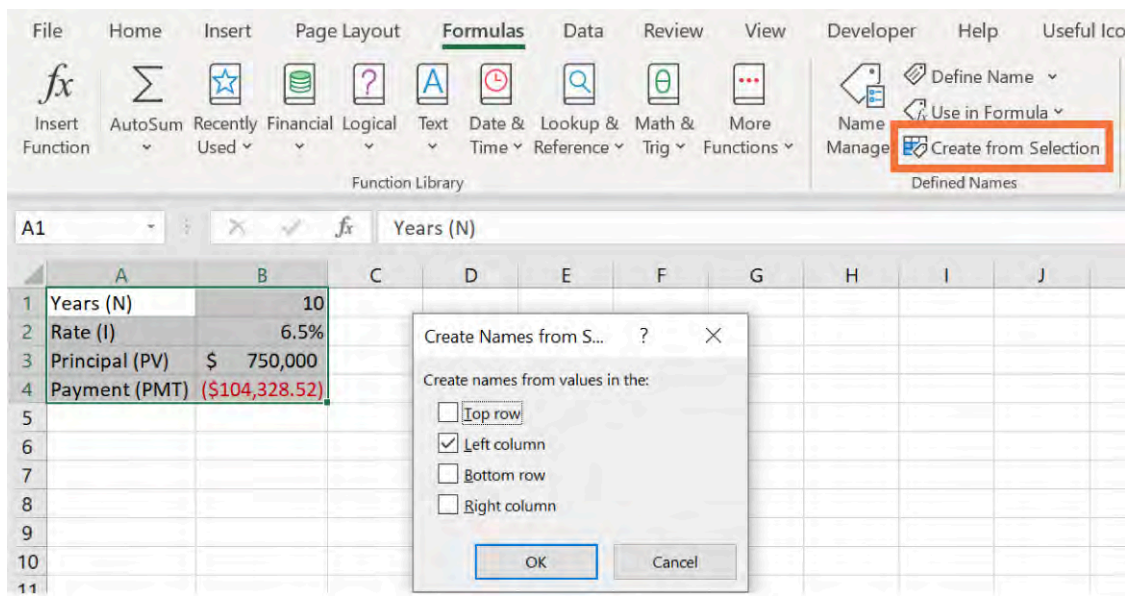 File Home Insert Page Layout Formulas Data Review View Developer Help Useful Ico
fx Σ ? A θ
Insert Function AutoSum Recently Used Financial Logical Text Date & Time Lookup & Reference Math & Trig More Functions Name Manage
Define Name
Use in Formula
Create from Selection
Function Library Defined Names
A1 fx Years (N)
A B C D E F G H I J
1 Years (N) 10
2 Rate (I) 6.5%
3 Principal (PV) $ 750,000
4 Payment (PMT) ($104,328.52)
5
6
7
8
9
10
11
Create Names from S... ?
Create names from values in the:
Top row
Left column
Bottom row
Right column
OK Cancel